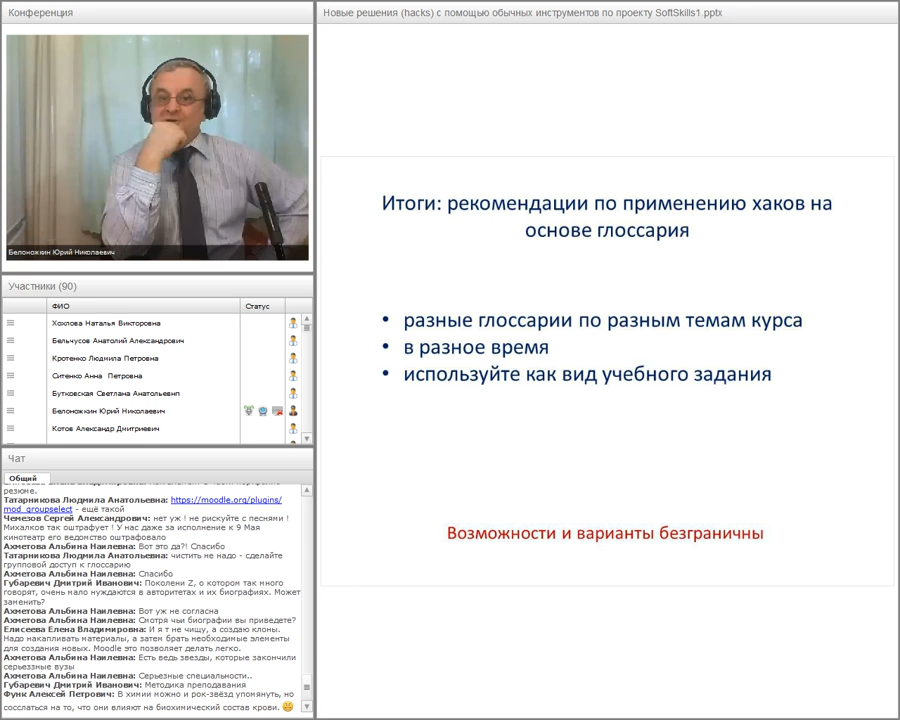 Конференция
Белоножкин Юрий Николаевич
Участники (90)
ФИО
Статус
Хохлова Наталья Викторовна
Бельчусов Анатолий Александрович
Кротенко Людмила Петровна
Ситенко Анна Петровна
Бутковская Светлана Анатольевнп
Белоножкин Юрий Николаевич
Котов Александр Дмитриевич
Чат
Общий
резюме.
Татарникова Людмила Анатольевна: https://moodle.org/plugins/
mod_groupselect - ещё такой
Чемезов Сергей Александрович: нет уж ! не рискуйте с песнями !
Михалков так оштрафует ! У нас даже за исполнение к 9 Мая
кинотеатр его ведомство оштрафовало
Ахметова Альбина Наилевна: Вот это да?! Спасибо
Татарникова Людмила Анатольевна: чистить не надо - сделайте
групповой доступ к глоссарию
Ахметова Альбина Наилевна: Спасибо
Губаревич Дмитрий Иванович: Поколени Z, о котором так много
говорят, очень мало нуждаются в авторитетах и их биографиях. Может
заменить?
Ахметова Альбина Наилевна: Вот уж не согласна
Ахметова Альбина Наилевна: Смотря чьи биографии вы приведете?
Елисеева Елена Владимировна: И я т не чищу, а создаю клоны.
Надо накапливать материалы, а затем брать необходимые элементы
для создания новых. Moodle это позволяет делать легко.
Ахметова Альбина Наилевна: Есть ведь звезды, которые закончили
серьеззные вузы
Ахметова Альбина Наилевна: Серьезные специальности..
Губаревич Дмитрий Иванович: Методика преподавания
Функ Алексей Петрович: В химии можно и рок-звёзд упомянуть, но
сосслаться на то, что они влияют на биохимический состав крови.
Новые решения (hacks) с помощью обычных инструментов по проекту SoftSkills1.pptx
Итоги: рекомендации по применению хаков на
основе глоссария
• разные глоссарии по разным темам курса
• в разное время
• используйте как вид учебного задания
Возможности и варианты безграничны